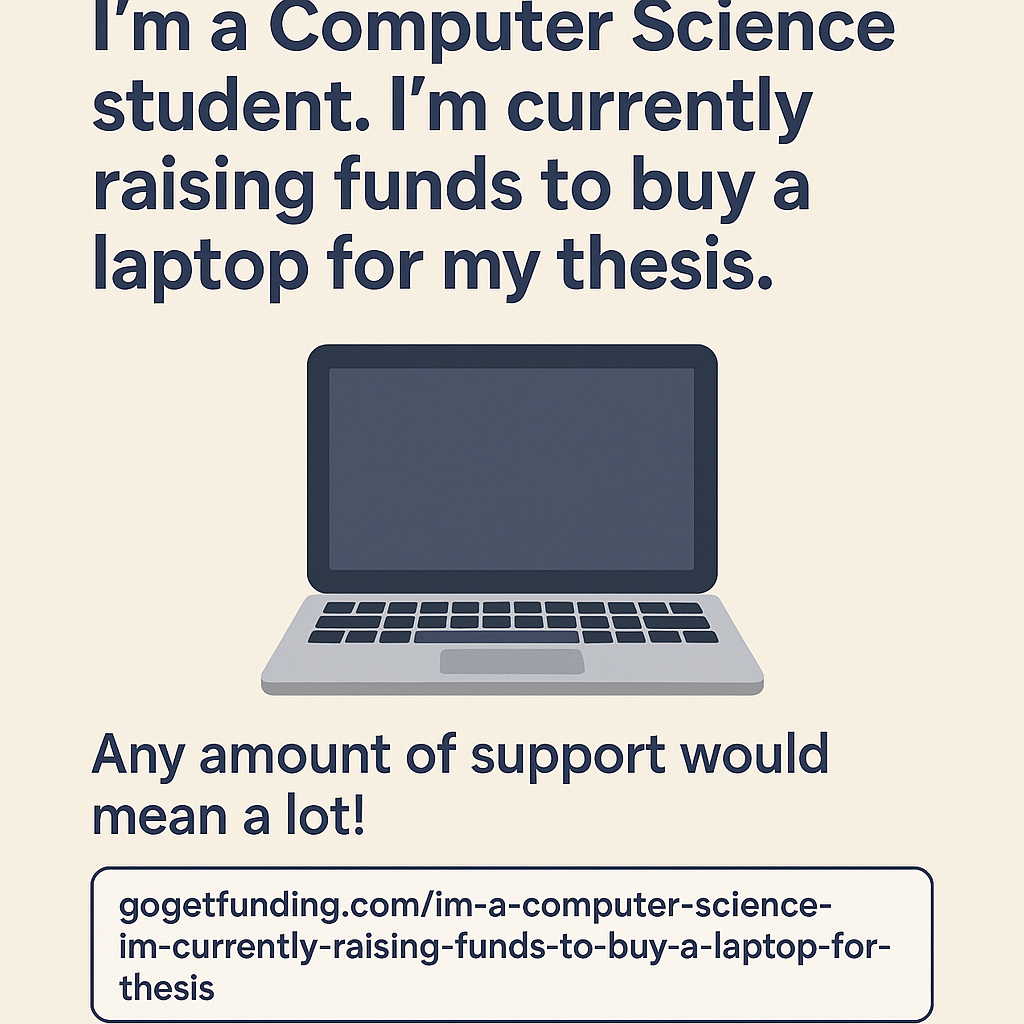 I’m a Computer Science
student. I’m currently
raising funds to buy a
laptop for my thesis.
Any amount of support would
mean a lot!
gogetfunding.com/im-a-computer-science-
im-currently-raising-funds-to-buy-a-laptop-for-
thesis